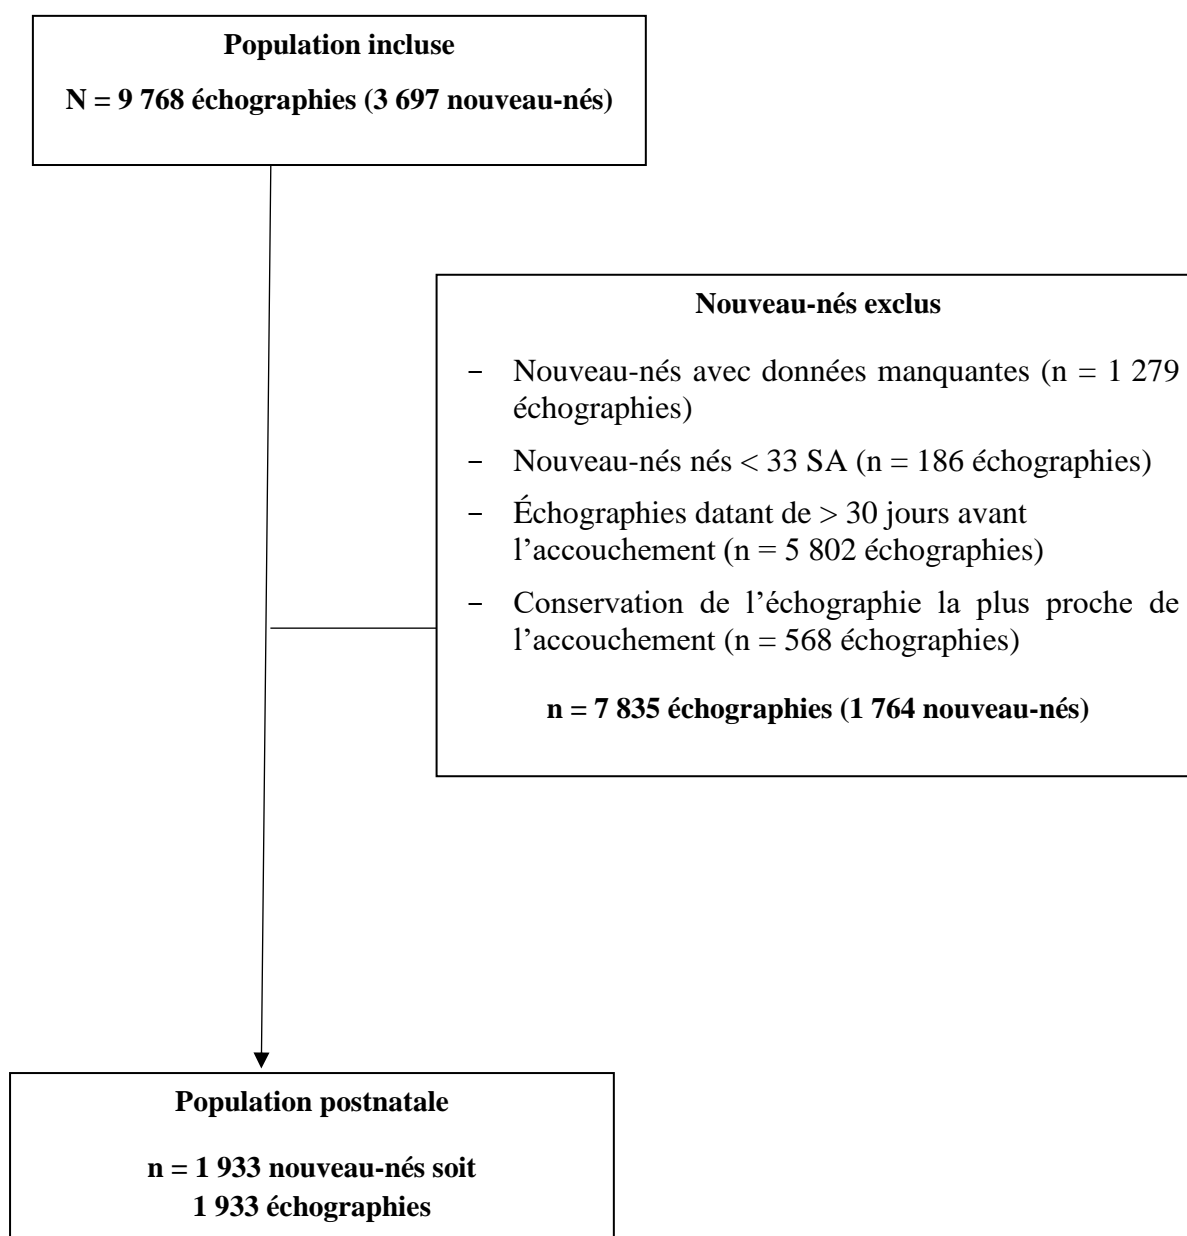 Population incluse
N = 9 768 échographies (3 697 nouveau-nés)
Nouveau-nés exclus
- Nouveau-nés avec données manquantes (n = 1 279
échographies)
- Nouveau-nés nés < 33 SA (n = 186 échographies)
- Échographies datant de > 30 jours avant
l’accouchement (n = 5 802 échographies)
- Conservation de l’échographie la plus proche de
l’accouchement (n = 568 échographies)
n = 7 835 échographies (1 764 nouveau-nés)
Population postnatale
n = 1 933 nouveau-nés soit
1 933 échographies